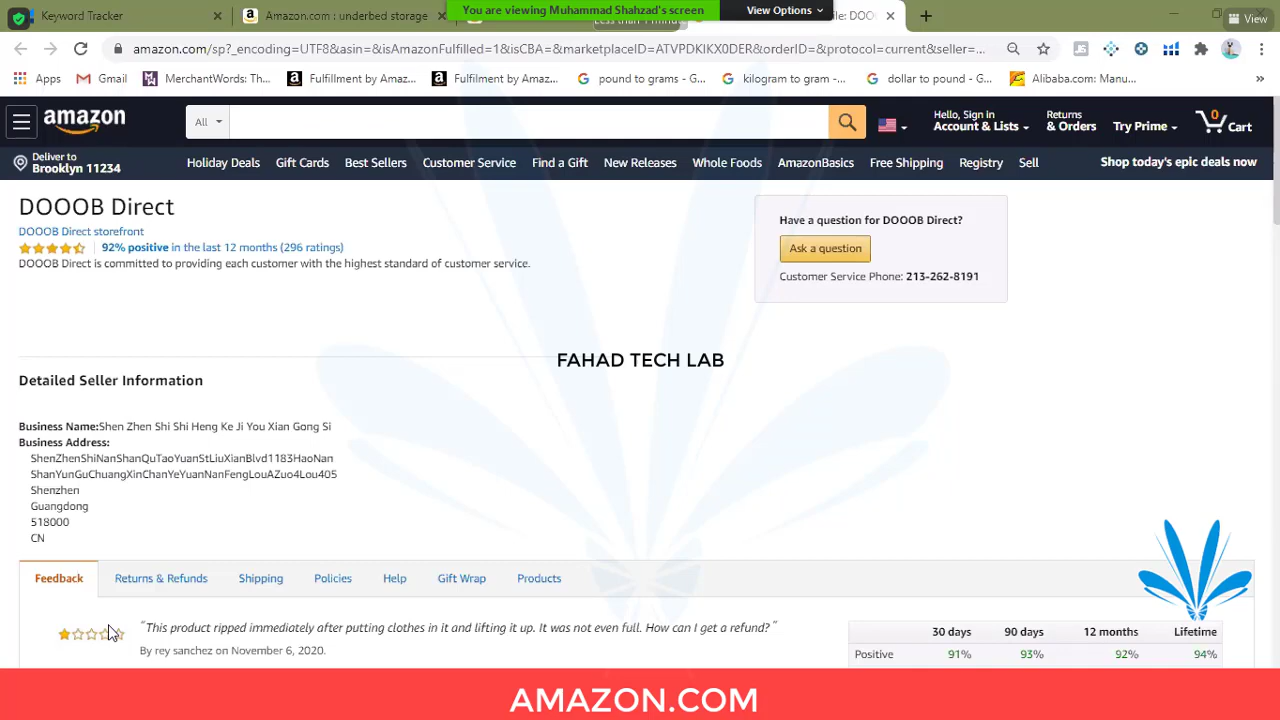 You are viewing Muhammad Shahzad's screen
View Options
View
Keyword Tracker
Amazon.com : underbed storage
file: DOO
amazon.com/sp?_encoding=UTF8&asin=&isAmazonFulfilled=1&isCBA=&marketplaceID=ATVPDKIKX0DER&orderID=&protocol=current&seller=...
Apps
Gmail
MerchantWords: Th...
Fulfillment by Amaz...
Fulfilment by Amaz...
pound to grams - G...
kilogram to gram -...
dollar to pound - G...
Alibaba.com: Manu...
»
amazon
All
Hello, Sign in
Account & Lists
Returns
& Orders
Try Prime
0
Cart
Deliver to
Brooklyn 11234
Holiday Deals
Gift Cards
Best Sellers
Customer Service
Find a Gift
New Releases
Whole Foods
AmazonBasics
Free Shipping
Registry
Sell
Shop today's epic deals now
DOOOB Direct
DOOOB Direct storefront
92% positive in the last 12 months (296 ratings)
DOOOB Direct is committed to providing each customer with the highest standard of customer service.
Have a question for DOOOB Direct?
Ask a question
Customer Service Phone: 213-262-8191
FAHAD TECH LAB
Detailed Seller Information
Business Name:Shen Zhen Shi Shi Heng Ke Ji You Xian Gong Si
Business Address:
ShenZhenShiNanShanQuTaoYuanStLiuXianBlvd1183HaoNan
ShanYunGuChuangXinChanYeYuanNanFengLouAZuo4Lou405
Shenzhen
Guangdong
518000
CN
Feedback
Returns & Refunds
Shipping
Policies
Help
Gift Wrap
Products
"This product ripped immediately after putting clothes in it and lifting it up. It was not even full. How can I get a refund?"
By rey sanchez on November 6, 2020.
30 days
90 days
12 months
Lifetime
Positive
91%
93%
92%
94%
AMAZON.COM